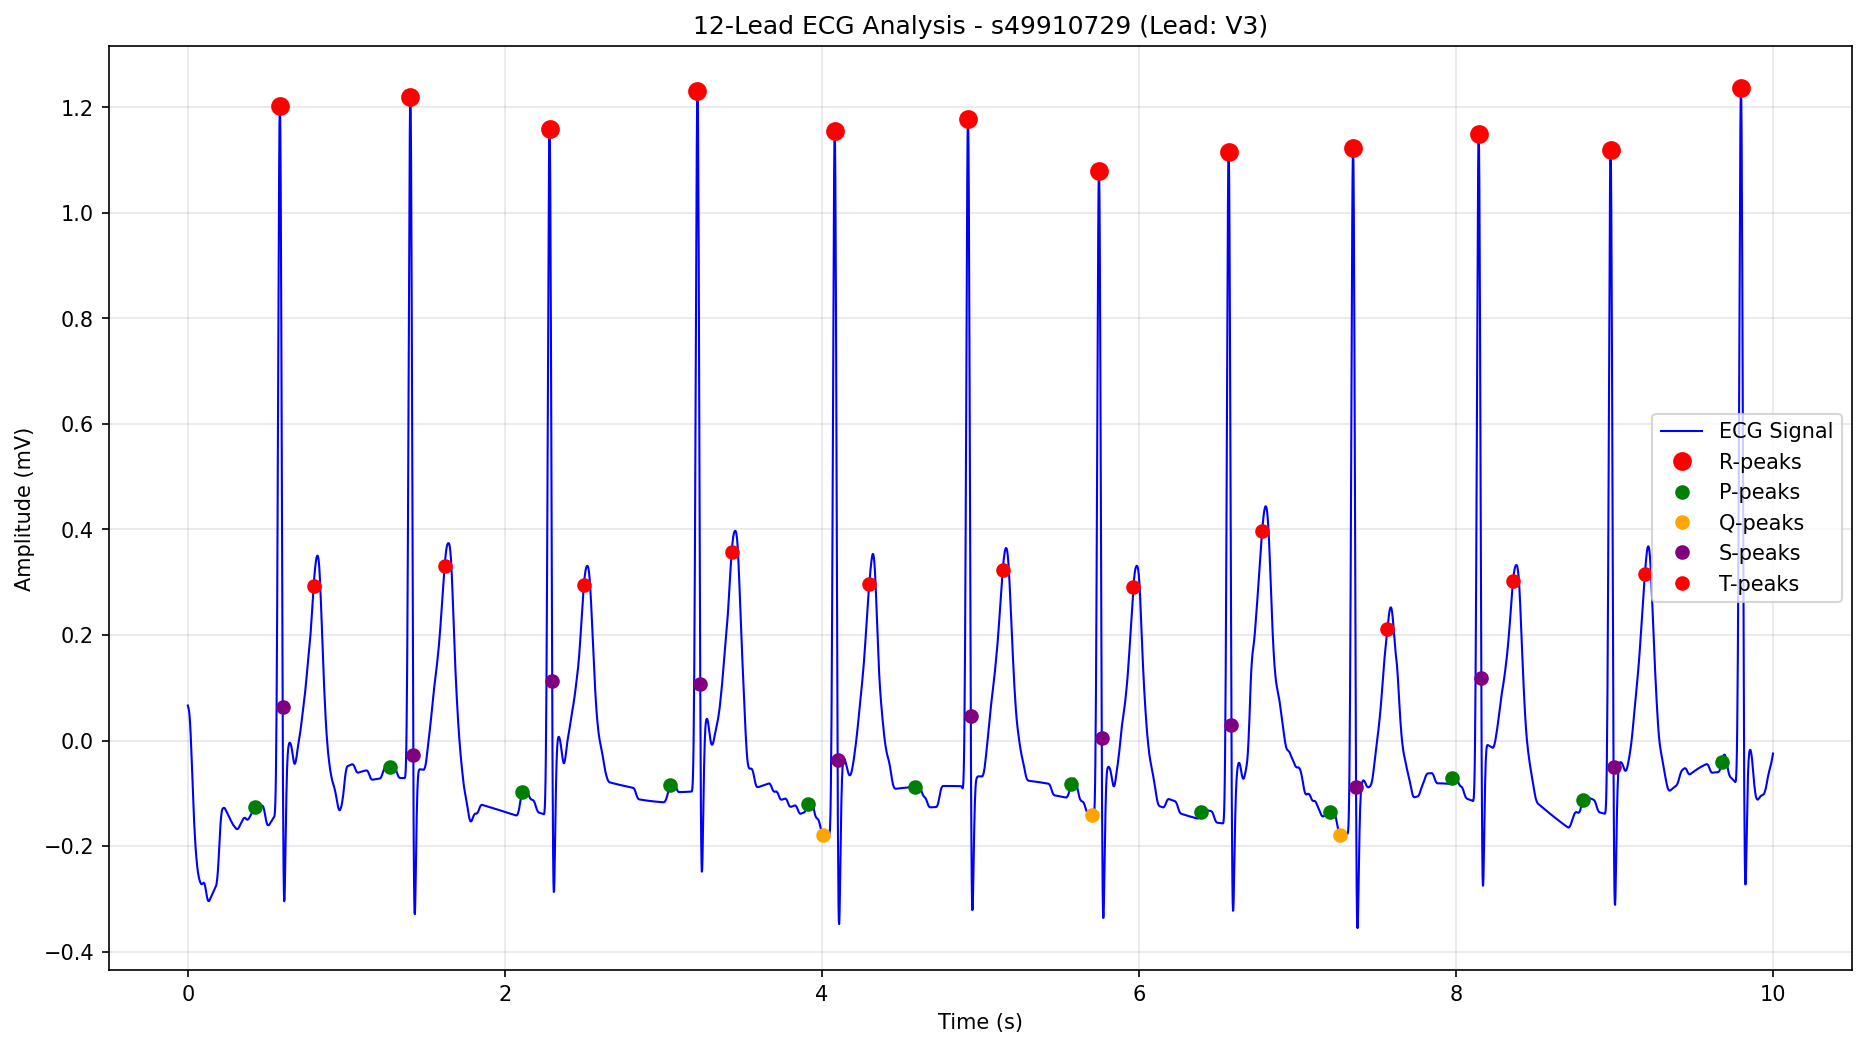 12-Lead ECG Analysis - s49910729 (Lead: V3)
Amplitude (mV)
1.2
1.0
0.8
0.6
0.4
0.2
0.0
−0.2
−0.4
ECG Signal
R-peaks
P-peaks
Q-peaks
S-peaks
T-peaks
0 2 4 6 8 10
Time (s)